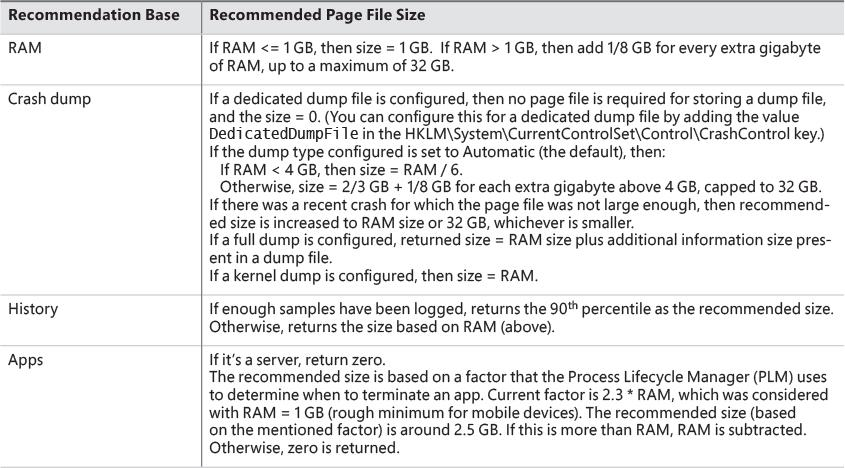 Recommendation Base Recommended Page File Size
RAM If RAM <= 1 GB, then size = 1 GB. If RAM > 1 GB, then add 1/8 GB for every extra gigabyte
of RAM, up to a maximum of 32 GB.
Crash dump If a dedicated dump file is configured, then no page file is required for storing a dump file,
and the size = 0. (You can configure this for a dedicated dump file by adding the value
DedicatedDumpFile in the HKLM\System\CurrentControlSet\Control\CrashControl key.)
If the dump type configured is set to Automatic (the default), then:
If RAM < 4 GB, then size = RAM / 6.
Otherwise, size = 2/3 GB + 1/8 GB for each extra gigabyte above 4 GB, capped to 32 GB.
If there was a recent crash for which the page file was not large enough, then recommend-
ed size is increased to RAM size or 32 GB, whichever is smaller.
If a full dump is configured, returned size = RAM size plus additional information size pres-
ent in a dump file.
If a kernel dump is configured, then size = RAM.
History If enough samples have been logged, returns the 90th percentile as the recommended size.
Otherwise, returns the size based on RAM (above).
Apps If it's a server, return zero.
The recommended size is based on a factor that the Process Lifecycle Manager (PLM) uses
to determine when to terminate an app. Current factor is 2.3 * RAM, which was considered
with RAM = 1 GB (rough minimum for mobile devices). The recommended size (based
on the mentioned factor) is around 2.5 GB. If this is more than RAM, RAM is subtracted.
Otherwise, zero is returned.